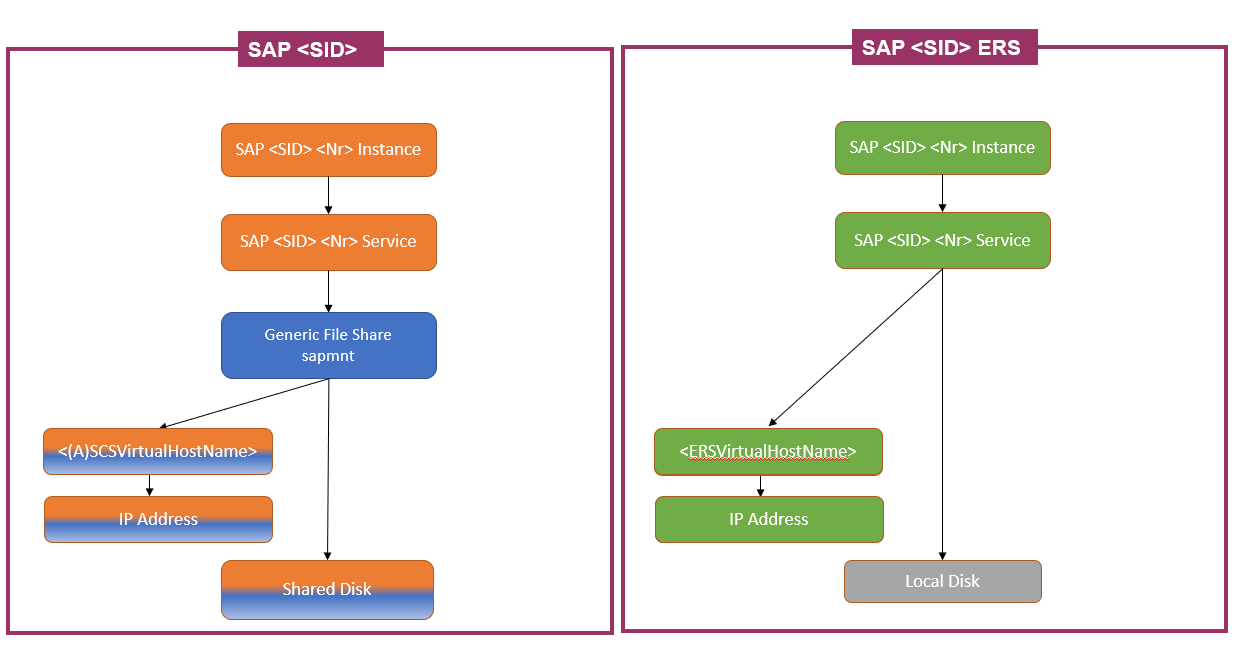 SAP <SID>
SAP <SID> <Nr> Instance
SAP <SID> <Nr> Service
Generic File Share
sapmnt
<(A)SCSVirtualHostName>
IP Address
Shared Disk
SAP <SID> ERS
SAP <SID> <Nr> Instance
SAP <SID> <Nr> Service
<ERSVirtualHostName>
IP Address
Local Disk